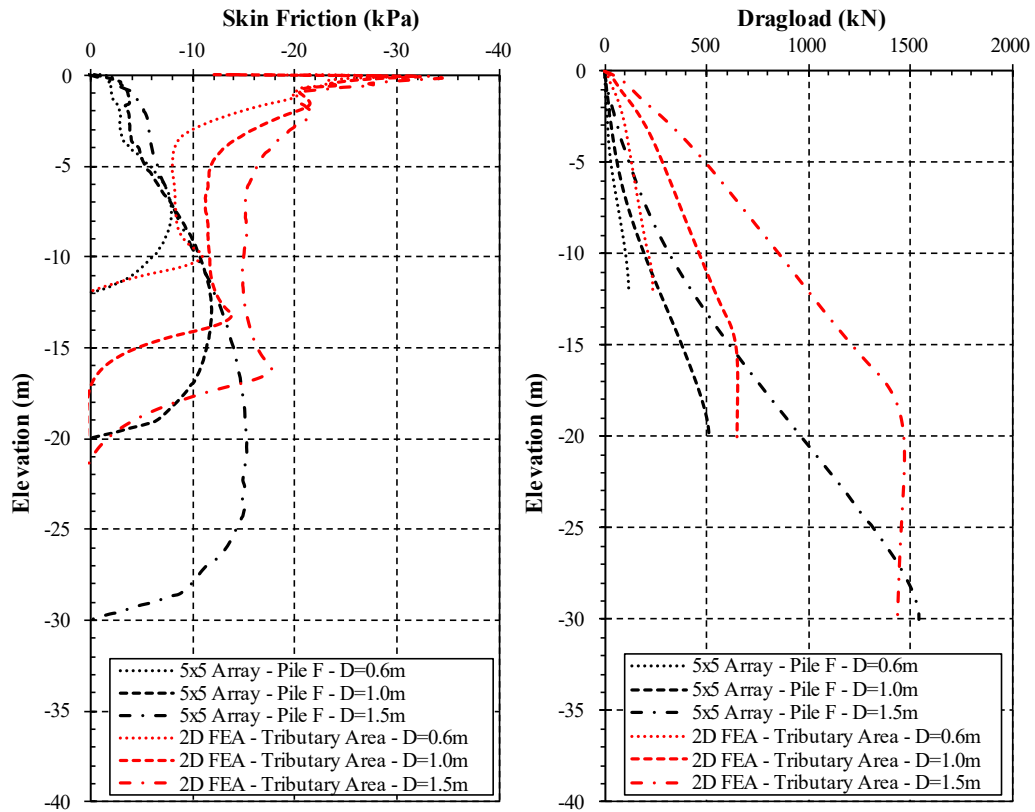 Skin Friction (kPa)
0 -10 -20 -30 -40
0
-5
-10
-15
-20
-25
-30
-35
-40
Elevation (m)
5x5 Array - Pile F - D=0.6m
5x5 Array - Pile F - D=1.0m
5x5 Array - Pile F - D=1.5m
2D FEA - Tributary Area - D=0.6m
2D FEA - Tributary Area - D=1.0m
2D FEA - Tributary Area - D=1.5m
Dragload (kN)
0 500 1000 1500 2000
0
-5
-10
-15
-20
-25
-30
-35
-40
Elevation (m)
5x5 Array - Pile F - D=0.6m
5x5 Array - Pile F - D=1.0m
5x5 Array - Pile F - D=1.5m
2D FEA - Tributary Area - D=0.6m
2D FEA - Tributary Area - D=1.0m
2D FEA - Tributary Area - D=1.5m